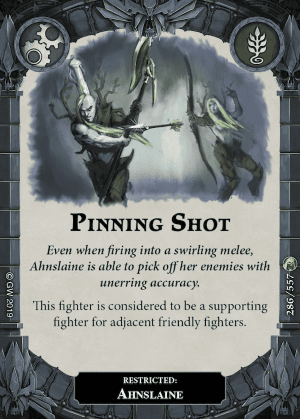 PINNING SHOT
Even when firing into a swirling melee,
Ahnslaine is able to pick off her enemies with
unerring accuracy.
This fighter is considered to be a supporting
fighter for adjacent friendly fighters.
© GW 2019
286/557
RESTRICTED:
AHNSLAINE